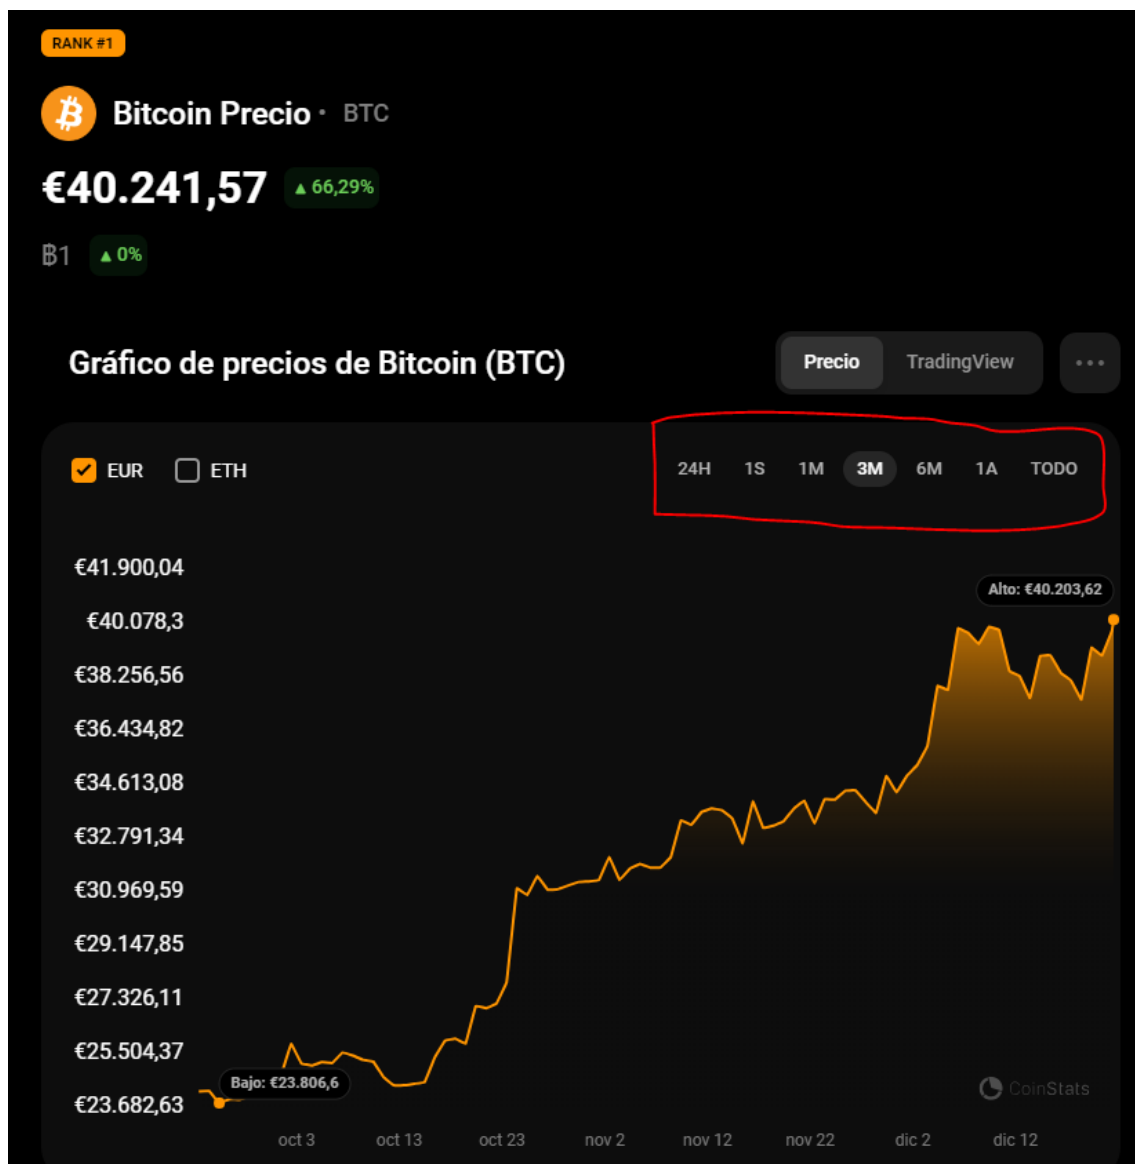 RANK #1
Bitcoin Precio · BTC
€40.241,57 ▲ 66,29%
฿1 ▲ 0%
Gráfico de precios de Bitcoin (BTC) Precio TradingView
EUR ETH 24H 1S 1M 3M 6M 1A TODO
€41.900,04
Alto: €40.203,62
€40.078,3
€38.256,56
€36.434,82
€34.613,08
€32.791,34
€30.969,59
€29.147,85
€27.326,11
€25.504,37
Bajo: €23.806,6
CoinStats
€23.682,63
oct 3 oct 13 oct 23 nov 2 nov 12 nov 22 dic 2 dic 12